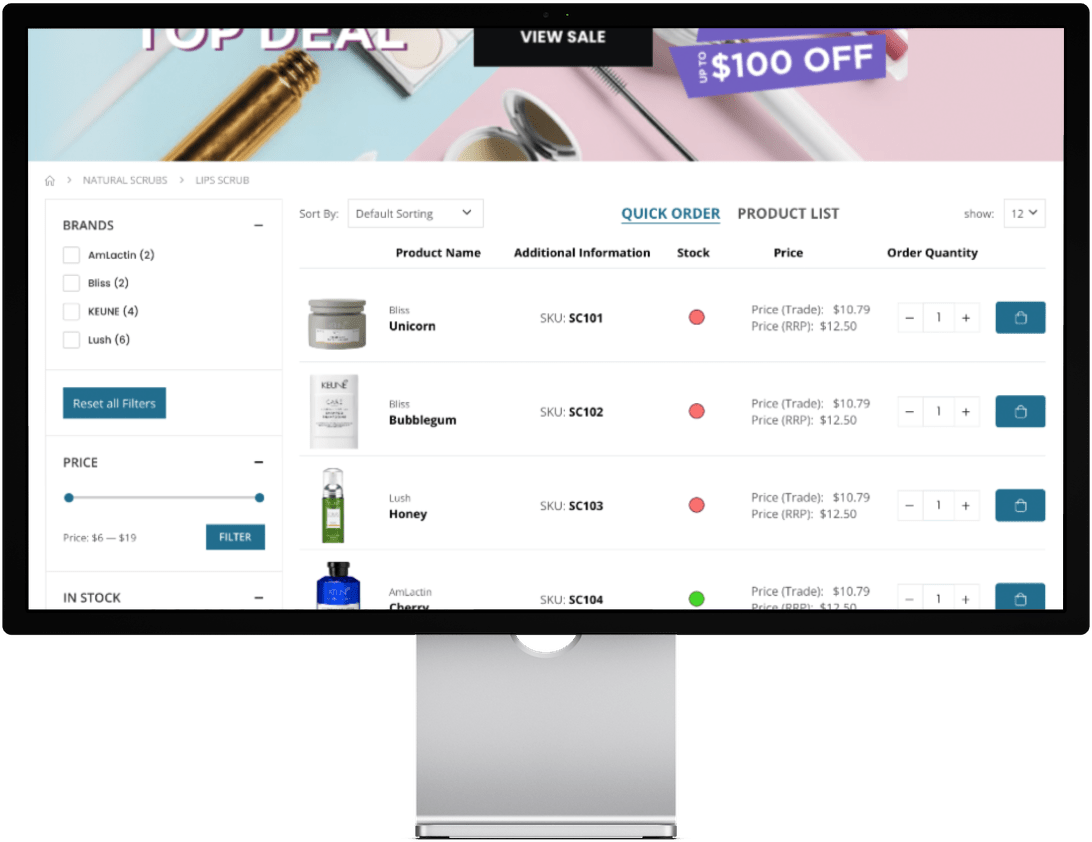 TOP DEAL
VIEW SALE
UP TO
$100 OFF
NATURAL SCRUBS
LIPS SCRUB
BRANDS
AmLactin (2)
Bliss (2)
KEUNE (4)
Lush (6)
Reset all Filters
PRICE
Price: $6 — $19
FILTER
IN STOCK
Sort By:
Default Sorting
QUICK ORDER
PRODUCT LIST
show:
12
Product Name
Additional Information
Stock
Price
Order Quantity
Bliss
Unicorn
SKU: SC101
Price (Trade): $10.79
Price (RRP): $12.50
1
KEUNE
CARE
Bliss
Bubblegum
SKU: SC102
Price (Trade): $10.79
Price (RRP): $12.50
1
Lush
Honey
SKU: SC103
Price (Trade): $10.79
Price (RRP): $12.50
1
AmLactin
Cherry
SKU: SC104
Price (Trade): $10.79
Price (RRP): $12.50
1